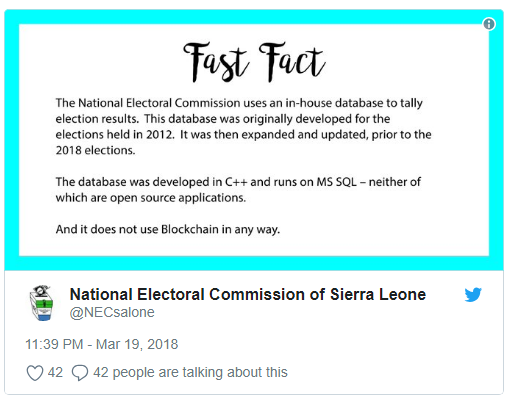 Fast Fact
The National Electoral Commission uses an in-house database to tally
election results. This database was originally developed for the
elections held in 2012. It was then expanded and updated, prior to the
2018 elections.
The database was developed in C++ and runs on MS SQL – neither of
which are open source applications.
And it does not use Blockchain in any way.
National Electoral Commission of Sierra Leone
@NECsalone
11:39 PM - Mar 19, 2018
42 42 people are talking about this